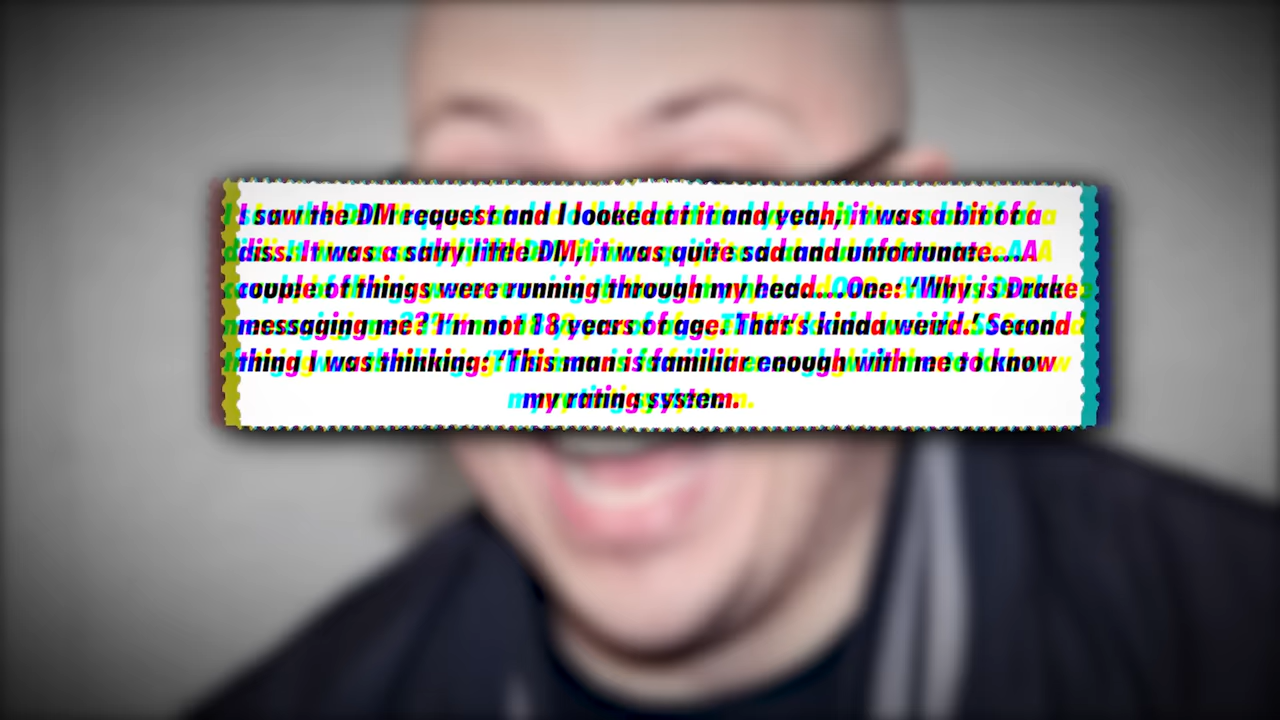 I saw the DM request and I looked at it and yeah, it was a bit of a
diss. It was a salty little DM, it was quite sad and unfortunate....A
couple of things were running through my head....One: ‘Why is Drake
messaging me? I’m not 18 years of age. That’s kinda weird.’ Second
thing I was thinking: ‘This man is familiar enough with me to know
my rating system.